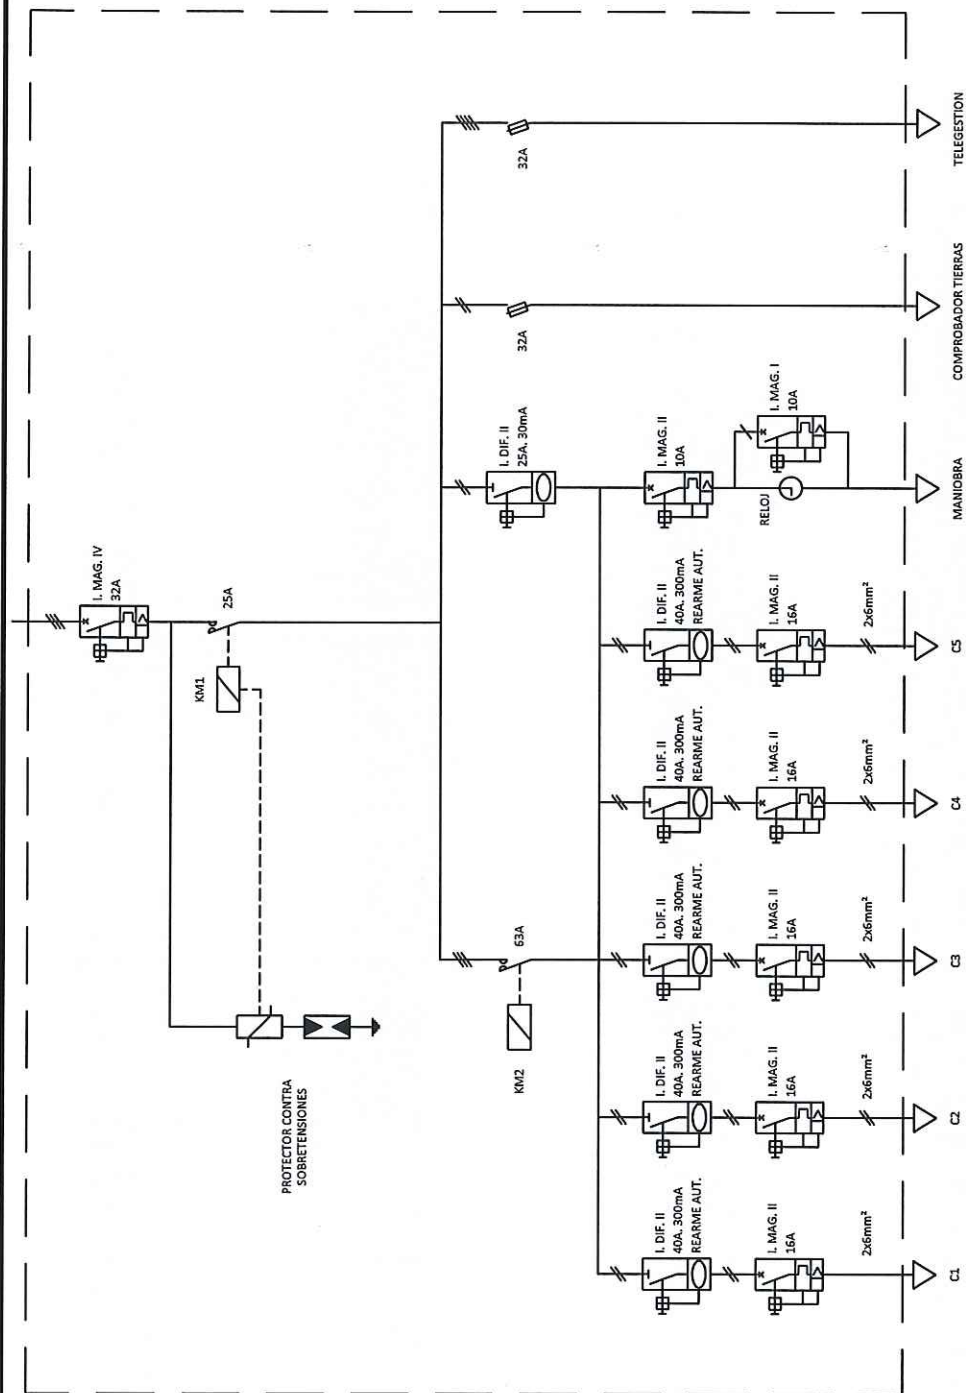 I. MAG. IV
32A
KM1
25A
PROTECTOR CONTRA
SOBRETENSIONES
KM2
63A
I. DIF. II
25A. 30mA
32A
32A
I. DIF. II
40A. 300mA
REARME AUT.
I. DIF. II
40A. 300mA
REARME AUT.
I. DIF. II
40A. 300mA
REARME AUT.
I. DIF. II
40A. 300mA
REARME AUT.
I. DIF. II
40A. 300mA
REARME AUT.
I. MAG. II
10A
I. MAG. II
16A
I. MAG. II
16A
I. MAG. II
16A
I. MAG. II
16A
I. MAG. II
16A
RELOJ
I. MAG. I
10A
2x6mm²
2x6mm²
2x6mm²
2x6mm²
2x6mm²
C1
C2
C3
C4
C5
MANIOBRA
COMPROBADOR TIERRAS
TELEGESTION